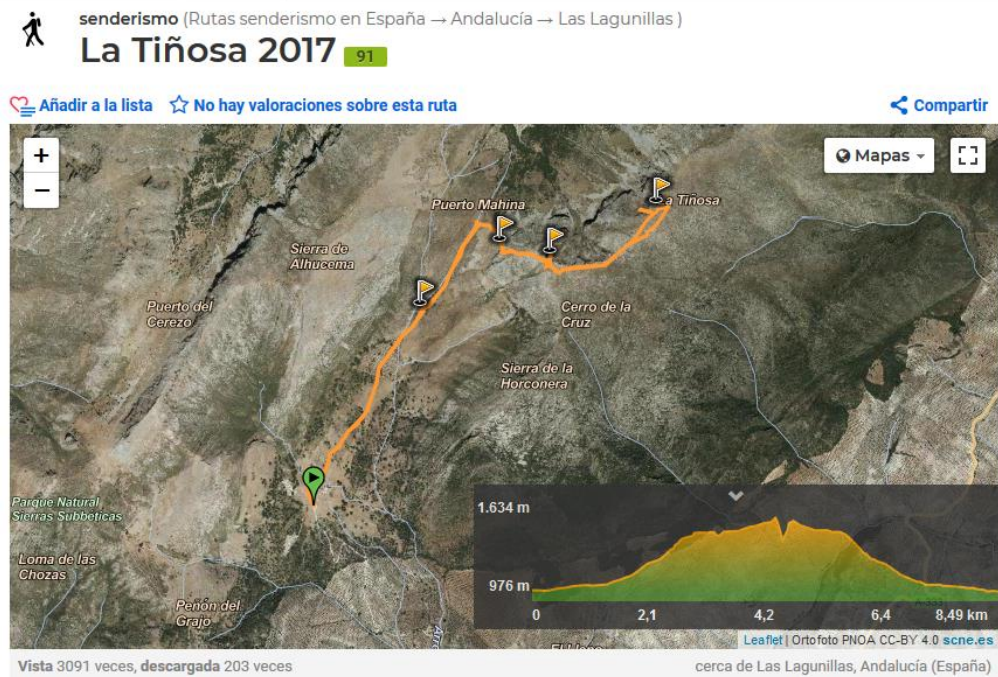 senderismo (Rutas senderismo en España → Andalucía → Las Lagunillas )
La Tiñosa 2017 91
Añadir a la lista No hay valoraciones sobre esta ruta Compartir
+
−
Mapas
Puerto Mahina
a Tiñosa
Sierra de
Alhucema
Puerto del
Cerezo
Cerro de la
Cruz
Sierra de la
Horconera
Parque Natural
Sierras Subbéticas
Loma de las
Chozas
Peñón del
Grajo
1.634 m
976 m
0 2,1 4,2 6,4 8,49 km
Leaflet | Ortofoto PNOA CC-BY 4.0 scne.es
Vista 3091 veces, descargada 203 veces cerca de Las Lagunillas, Andalucía (España)